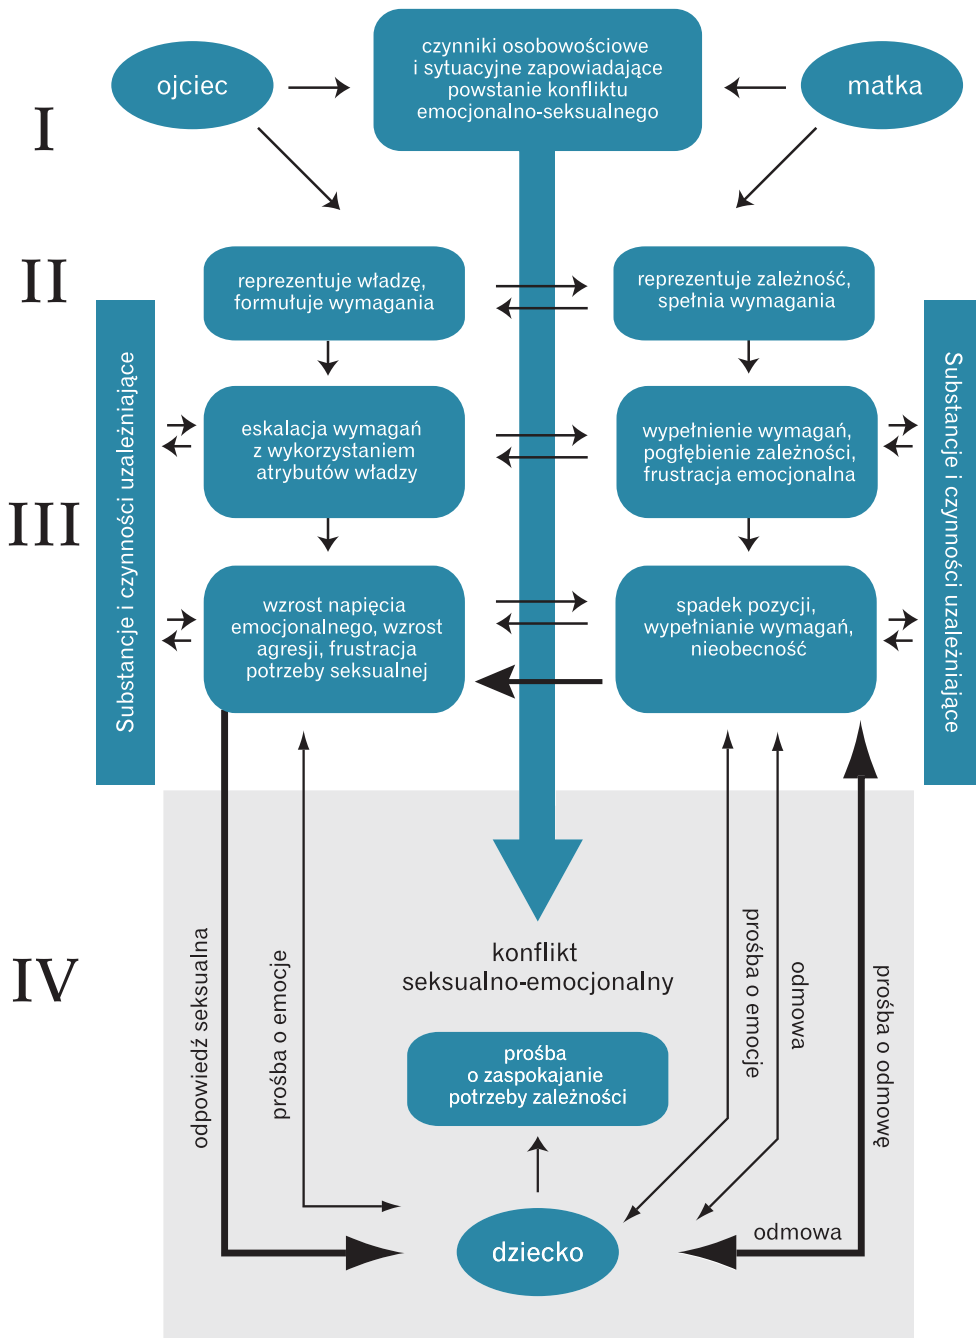 ojciec
czynniki osobowościowe
i sytuacyjne zapowiadające
powstanie konfliktu
emocjonalno-seksualnego
matka
I
II
reprezentuje władzę,
formułuje wymagania
reprezentuje zależność,
spełnia wymagania
Substancje i czynności uzależniające
eskalacja wymagań
z wykorzystaniem
atrybutów władzy
wypełnienie wymagań,
pogłębienie zależności,
frustracja emocjonalna
Substancje i czynności uzależniające
III
wzrost napięcia
emocjonalnego, wzrost
agresji, frustracja
potrzeby seksualnej
spadek pozycji,
wypełnianie wymagań,
nieobecność
IV
odpowiedź seksualna
prośba o emocje
konflikt
seksualno-emocjonalny
prośba o emocje
odmowa
prośba o odmowę
prośba
o zaspokajanie
potrzeby zależności
odmowa
dziecko